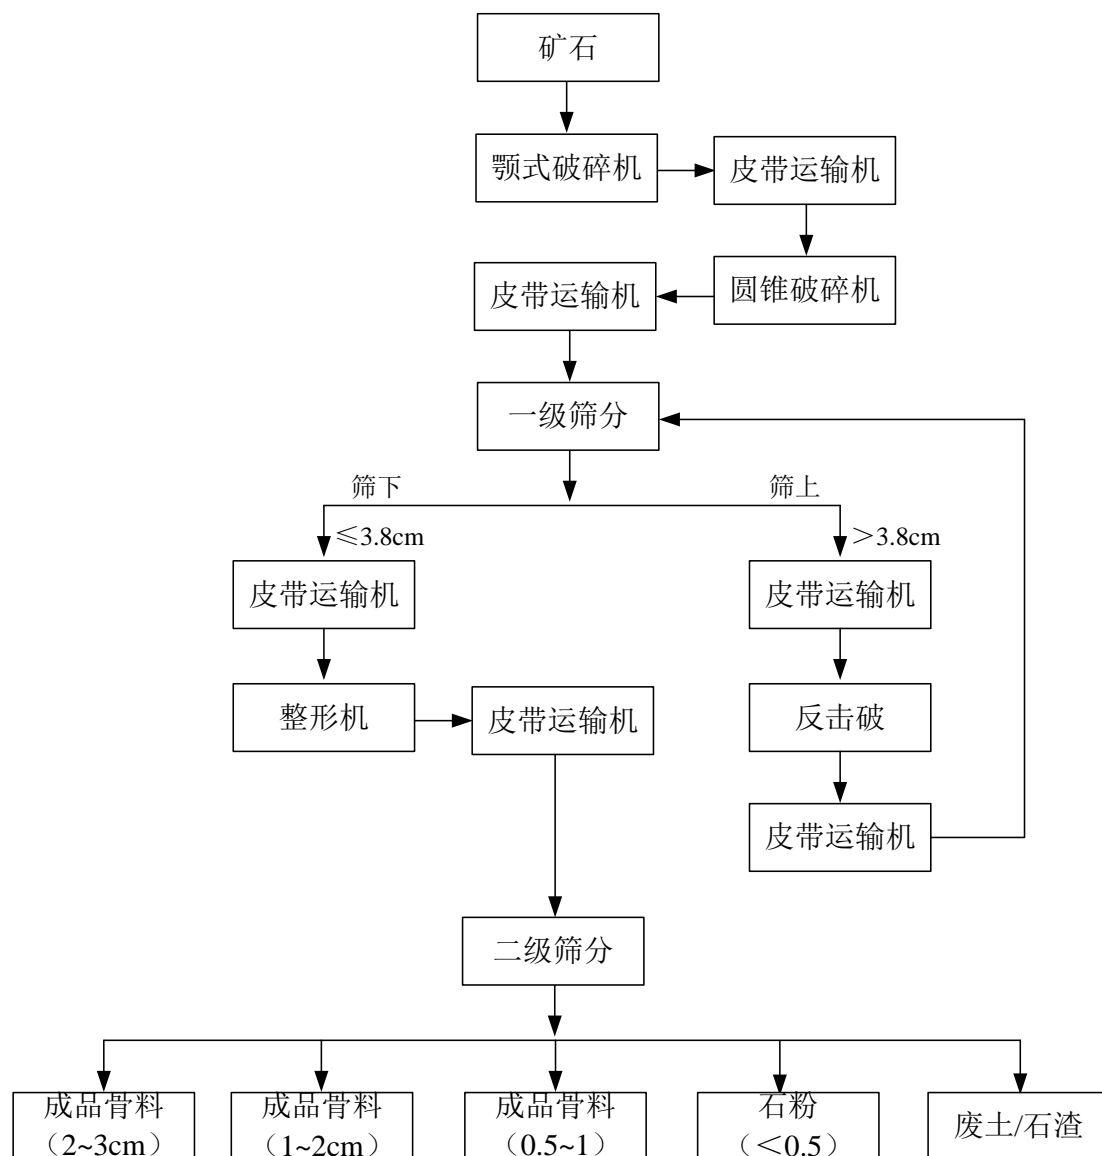 矿石
颚式破碎机
皮带运输机
圆锥破碎机
皮带运输机
一级筛分
筛下
筛上
≤3.8cm
＞3.8cm
皮带运输机
皮带运输机
整形机
皮带运输机
反击破
皮带运输机
二级筛分
成品骨料
（2~3cm）
成品骨料
（1~2cm）
成品骨料
（0.5~1）
石粉
（＜0.5）
废土/石渣